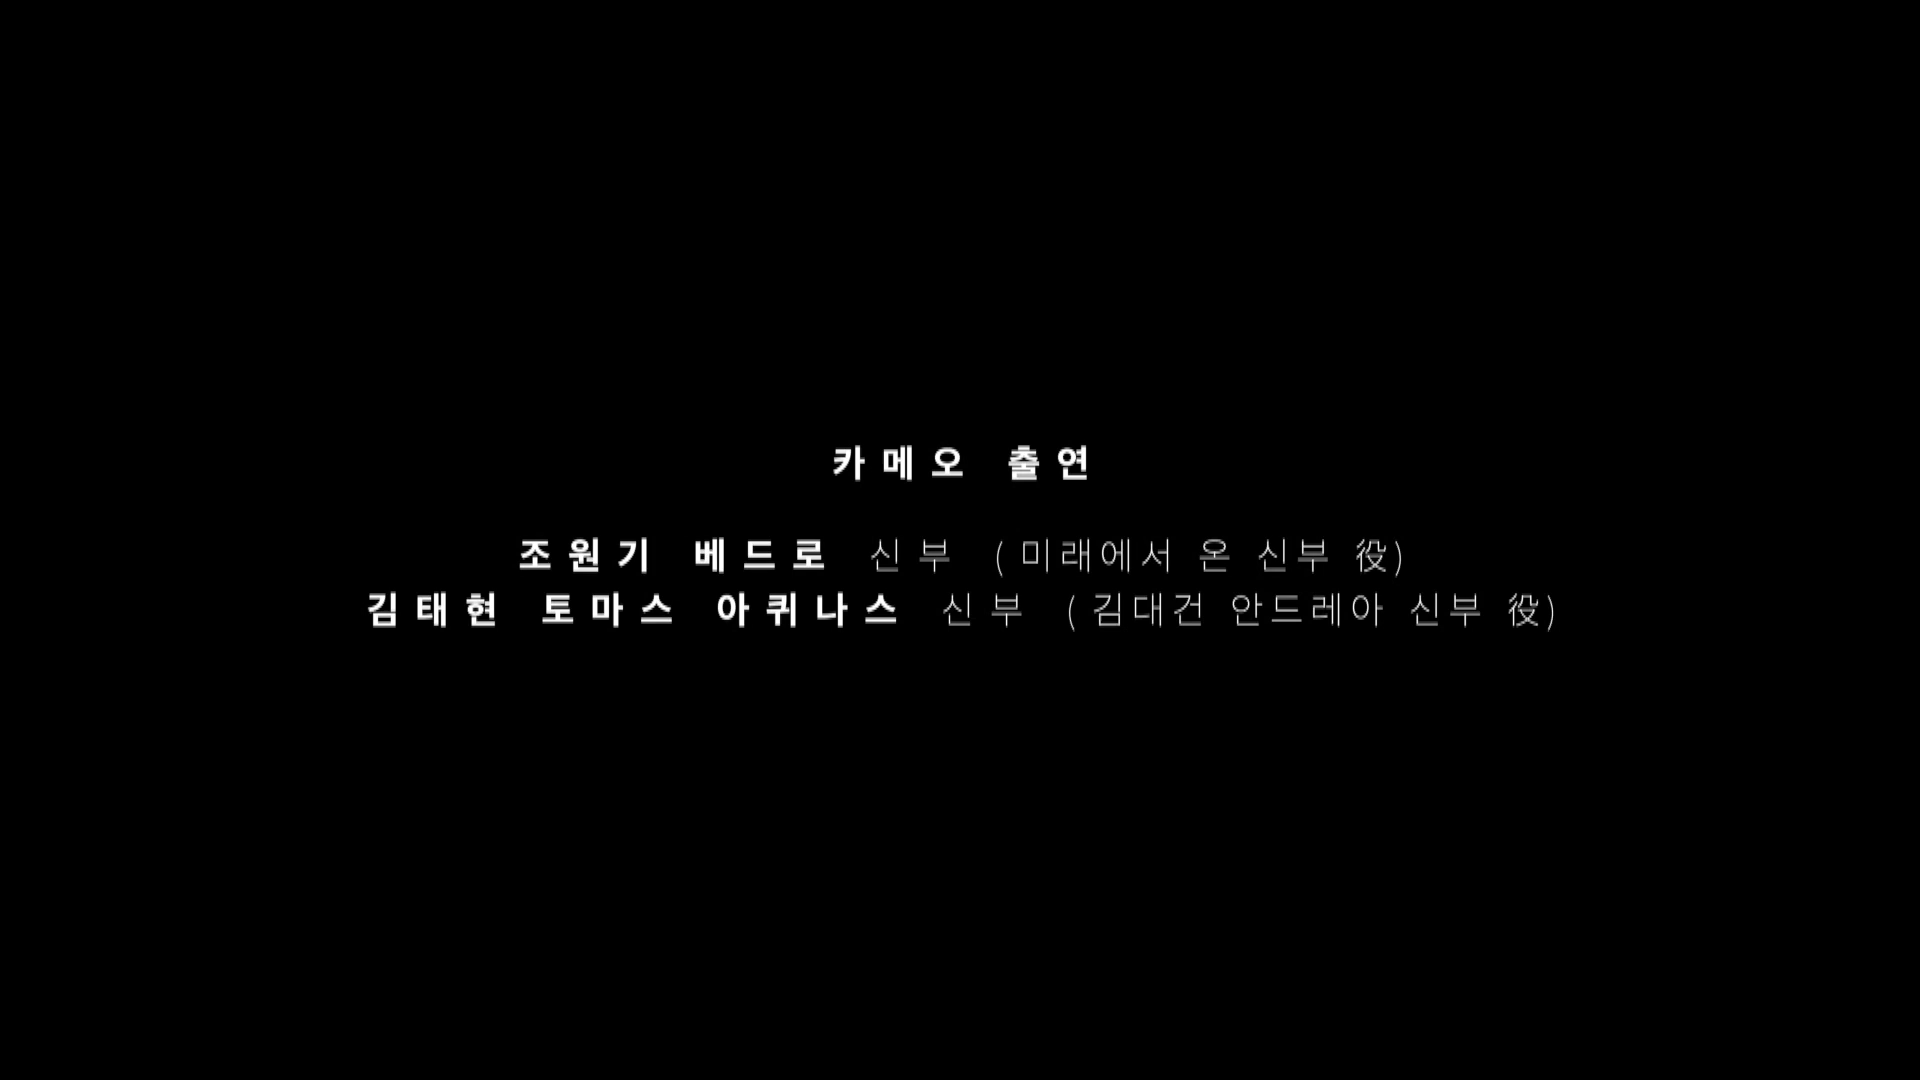 카메오 출연
조원기 베드로 신부 (미래에서 온 신부 役)
김태현 토마스 아퀴나스 신부 (김대건 안드레아 신부 役)